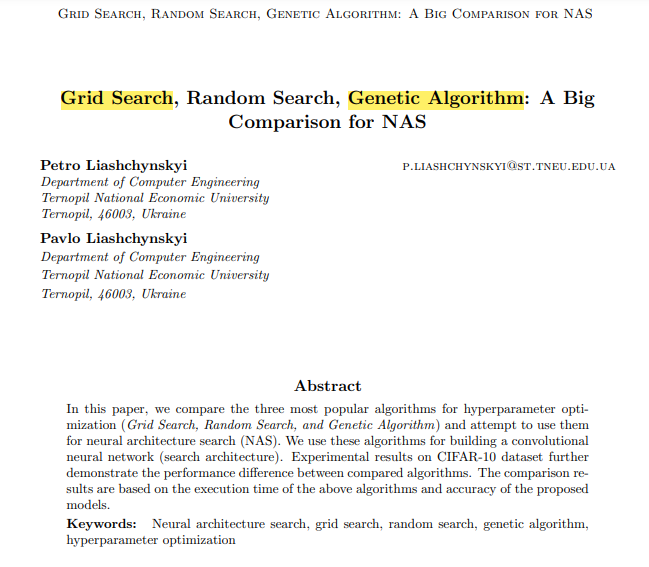 Grid Search, Random Search, Genetic Algorithm: A Big Comparison for NAS
Grid Search, Random Search, Genetic Algorithm: A Big
Comparison for NAS
Petro Liashchynskyi p.liashchynskyi@st.tneu.edu.ua
Department of Computer Engineering
Ternopil National Economic University
Ternopil, 46003, Ukraine
Pavlo Liashchynskyi
Department of Computer Engineering
Ternopil National Economic University
Ternopil, 46003, Ukraine
Abstract
In this paper, we compare the three most popular algorithms for hyperparameter opti-
mization (Grid Search, Random Search, and Genetic Algorithm) and attempt to use them
for neural architecture search (NAS). We use these algorithms for building a convolutional
neural network (search architecture). Experimental results on CIFAR-10 dataset further
demonstrate the performance difference between compared algorithms. The comparison re-
sults are based on the execution time of the above algorithms and accuracy of the proposed
models.
Keywords: Neural architecture search, grid search, random search, genetic algorithm,
hyperparameter optimization